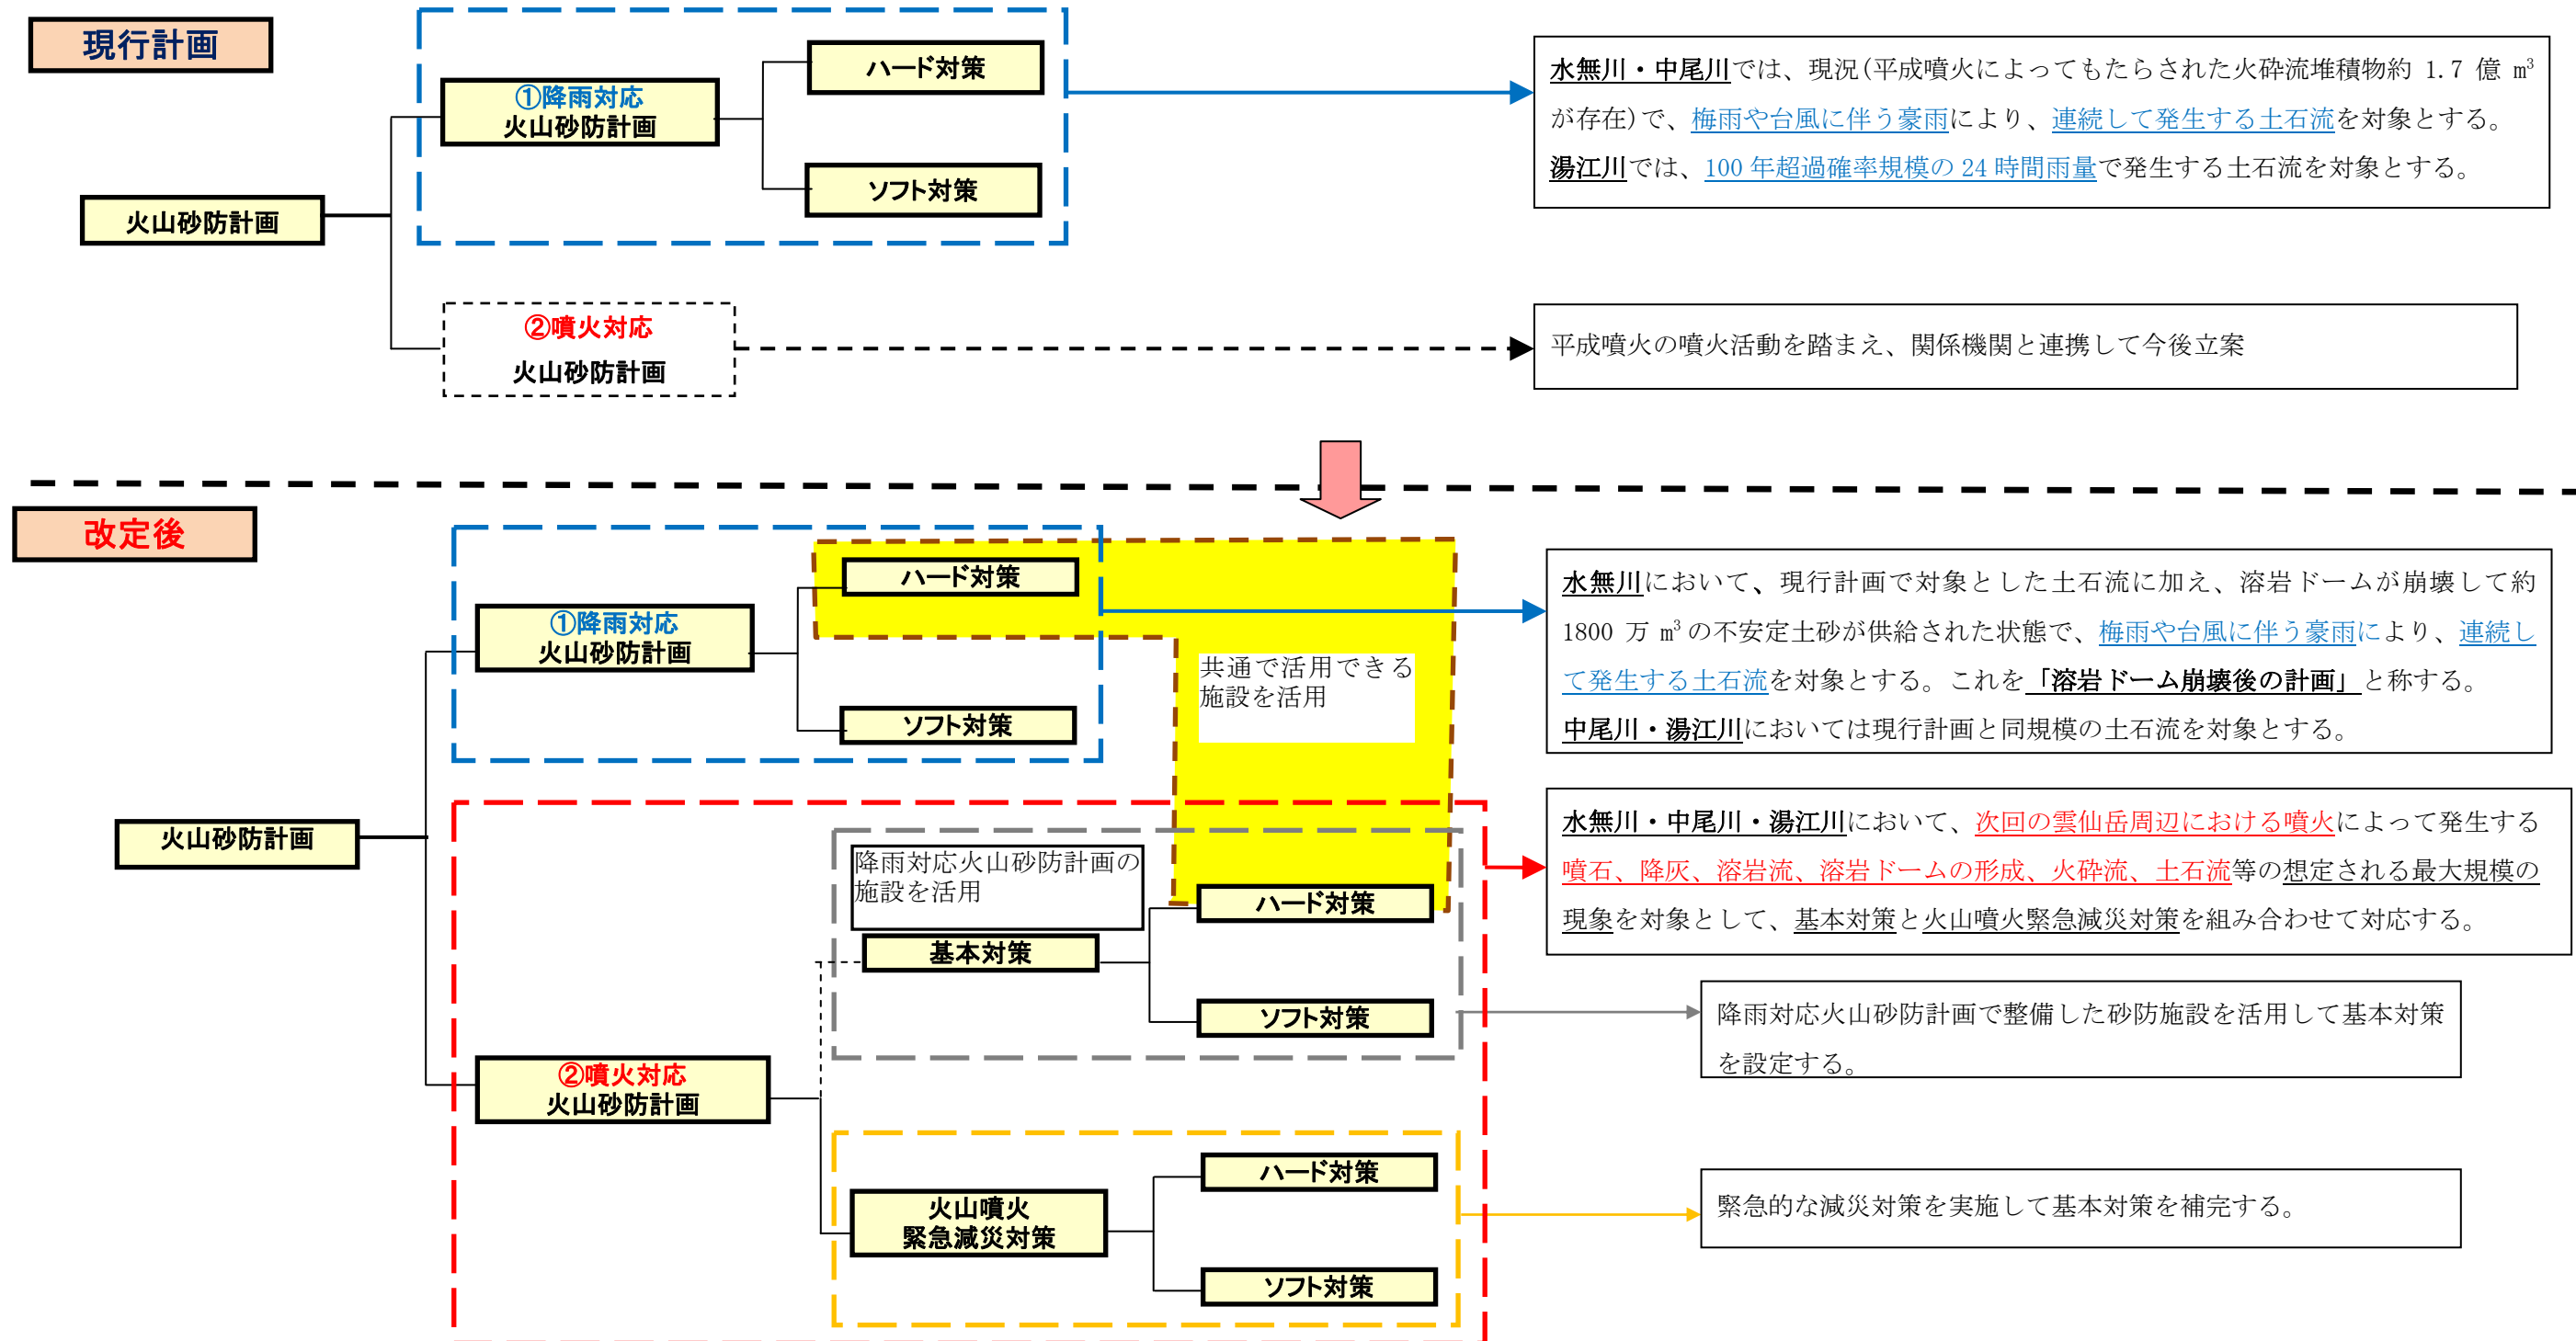 現行計画
①降雨対応
火山砂防計画
ハード対策
ソフト対策
火山砂防計画
②噴火対応
火山砂防計画
水無川・中尾川では、現況(平成噴火によってもたらされた火砕流堆積物約 1.7 億 m³
が存在)で、梅雨や台風に伴う豪雨により、連続して発生する土石流を対象とする。
湯江川では、100 年超過確率規模の 24 時間雨量で発生する土石流を対象とする。
平成噴火の噴火活動を踏まえ、関係機関と連携して今後立案
改定後
①降雨対応
火山砂防計画
ハード対策
ソフト対策
共通で活用できる
施設を活用
火山砂防計画
降雨対応火山砂防計画の
施設を活用
基本対策
ハード対策
ソフト対策
②噴火対応
火山砂防計画
火山噴火
緊急減災対策
ハード対策
ソフト対策
水無川において、現行計画で対象とした土石流に加え、溶岩ドームが崩壊して約
1800 万 m³の不安定土砂が供給された状態で、梅雨や台風に伴う豪雨により、連続し
て発生する土石流を対象とする。これを「溶岩ドーム崩壊後の計画」と称する。
中尾川・湯江川においては現行計画と同規模の土石流を対象とする。
水無川・中尾川・湯江川において、次回の雲仙岳周辺における噴火によって発生する
噴石、降灰、溶岩流、溶岩ドームの形成、火砕流、土石流等の想定される最大規模の
現象を対象として、基本対策と火山噴火緊急減災対策を組み合わせて対応する。
降雨対応火山砂防計画で整備した砂防施設を活用して基本対策
を設定する。
緊急的な減災対策を実施して基本対策を補完する。